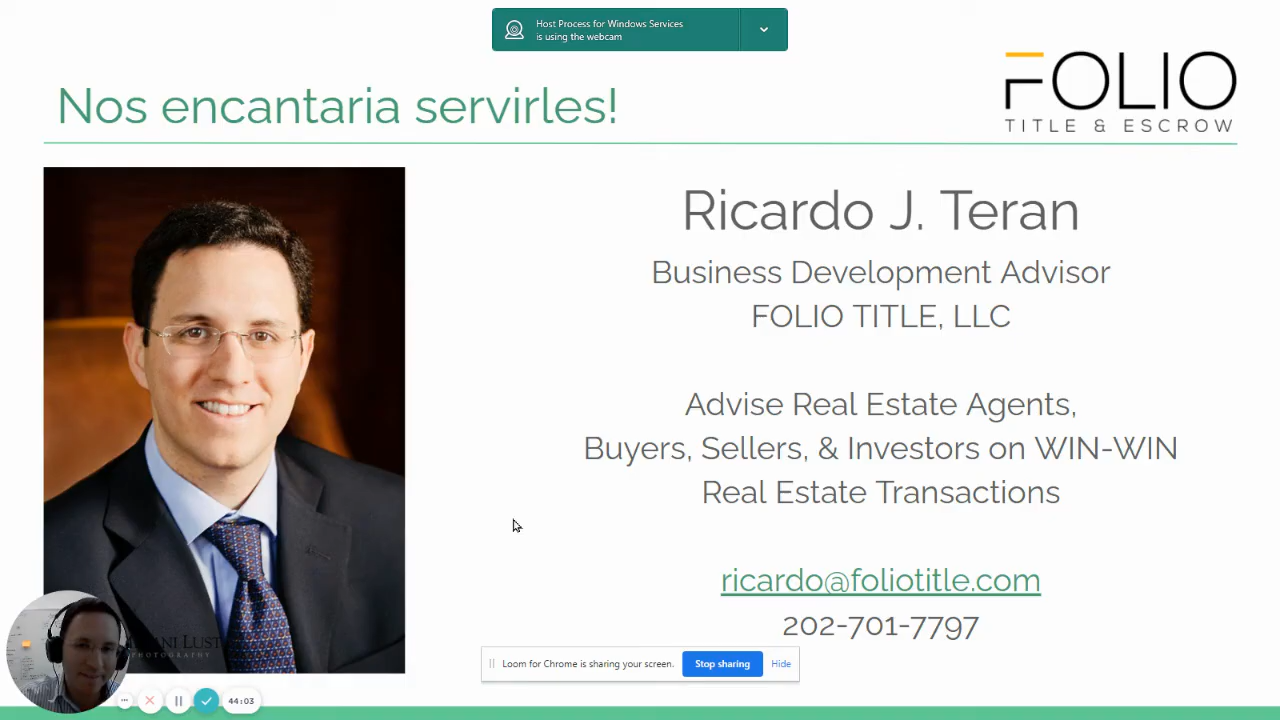 Host Process for Windows Services
is using the webcam
Nos encantaria servirles!
FOLIO
TITLE & ESCROW
Ricardo J. Teran
Business Development Advisor
FOLIO TITLE, LLC
Advise Real Estate Agents,
Buyers, Sellers, & Investors on WIN-WIN
Real Estate Transactions
ricardo@foliotitle.com
202-701-7797
PHOTOGRAPHY
Loom for Chrome is sharing your screen.
Stop sharing
Hide
44:03